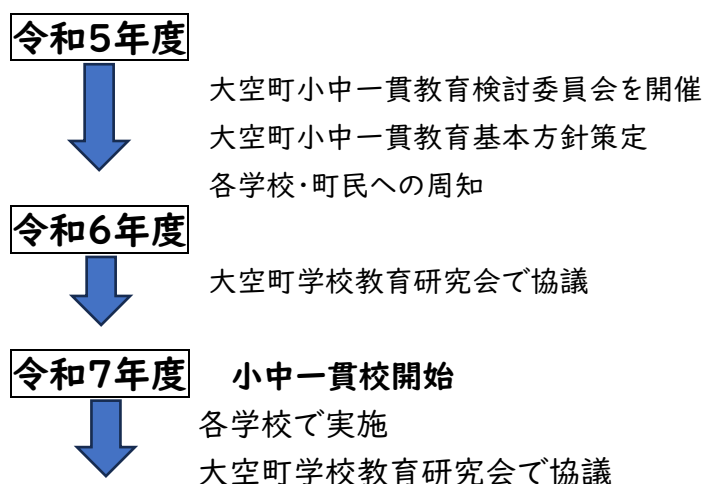 令和5年度
大空町小中一貫教育検討委員会を開催
大空町小中一貫教育基本方針策定
各学校・町民への周知
令和6年度
大空町学校教育研究会で協議
令和7年度 小中一貫校開始
各学校で実施
大空町学校教育研究会で協議